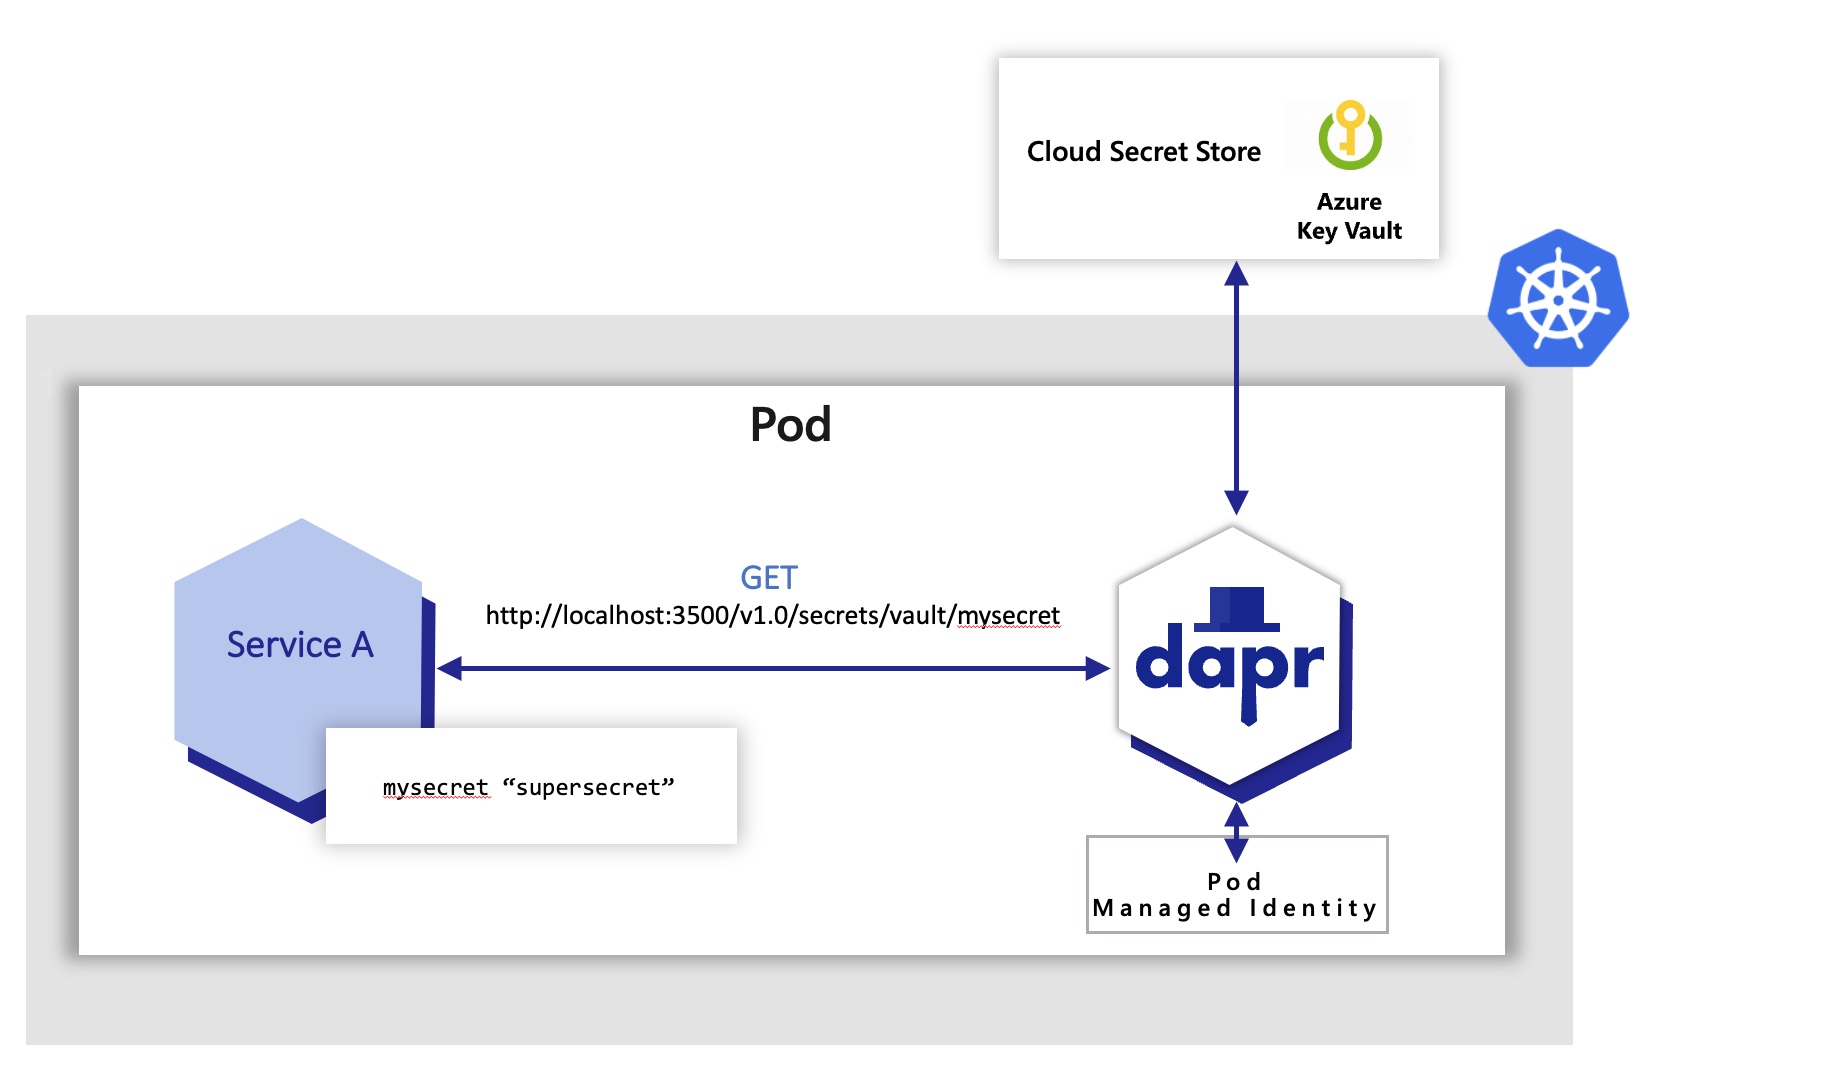 Cloud Secret Store
Azure
Key Vault
Pod
GET
http://localhost:3500/v1.0/secrets/vault/mysecret
Service A
dapr
mysecret “supersecret”
Pod
Managed Identity